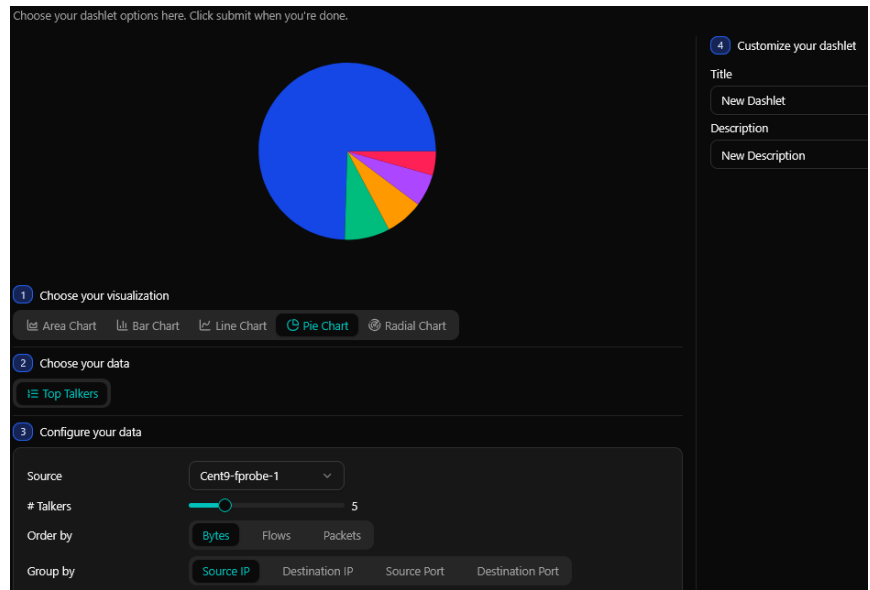 Choose your dashlet options here. Click submit when you're done.
4 Customize your dashlet
Title
New Dashlet
Description
New Description
1 Choose your visualization
Area Chart Bar Chart Line Chart Pie Chart Radial Chart
2 Choose your data
Top Talkers
3 Configure your data
Source Cent9-fprobe-1
# Talkers 5
Order by Bytes Flows Packets
Group by Source IP Destination IP Source Port Destination Port